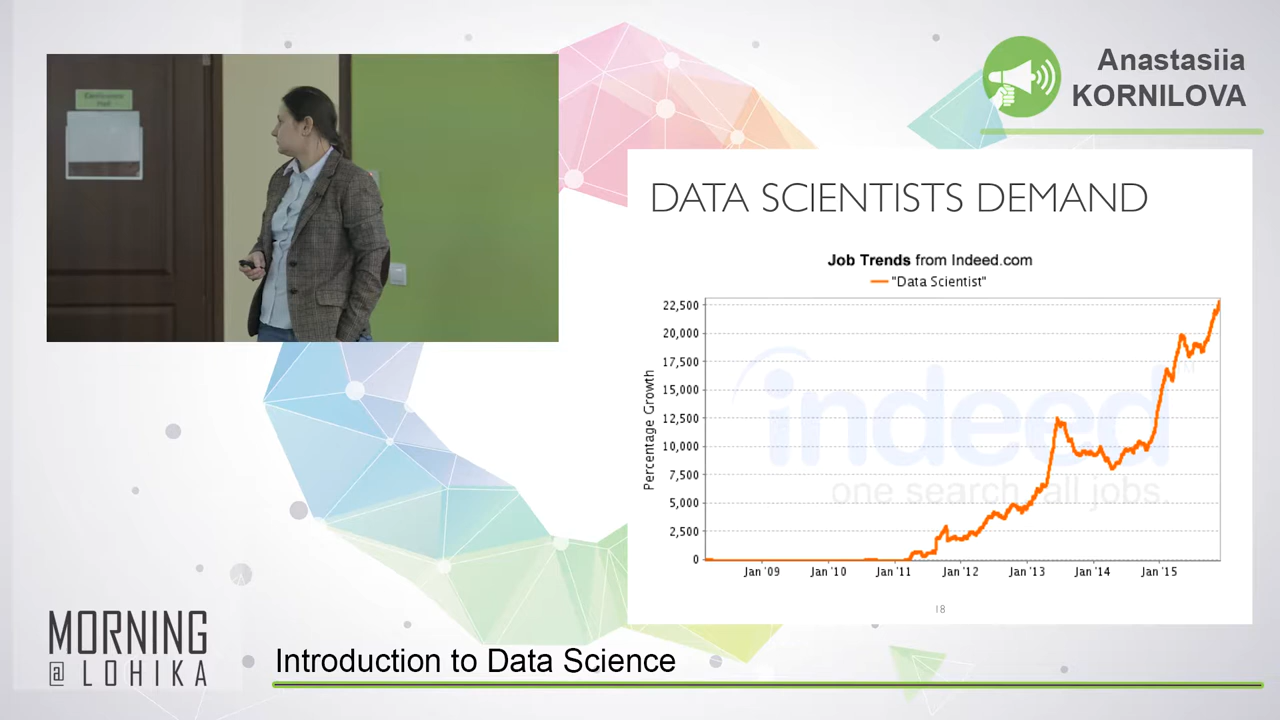 Conference
Hall
Anastasiia
KORNILOVA
DATA SCIENTISTS DEMAND
Job Trends from Indeed.com
"Data Scientist"
Percentage Growth
22,500
20,000
17,500
15,000
12,500
10,000
7,500
5,000
2,500
0
indeed
one search. all jobs.
Jan '09 Jan '10 Jan '11 Jan '12 Jan '13 Jan '14 Jan '15
18
MORNING
@ LOHIKA
Introduction to Data Science